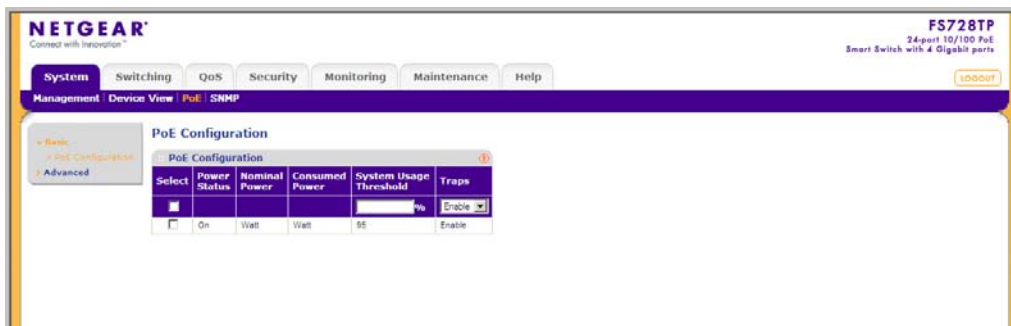 NETGEAR®
Connect with Innovation™
FS728TP
24-port 10/100 PoE
Smart Switch with 4 Gigabit ports
System Switching QoS Security Monitoring Maintenance Help
LOGOUT
Management Device View PoE SNMP
Basic
PoE Configuration
Advanced
PoE Configuration
PoE Configuration
Select Power Status Nominal Power Consumed Power System Usage Threshold Traps
% Enable
On Watt Watt 95 Enable